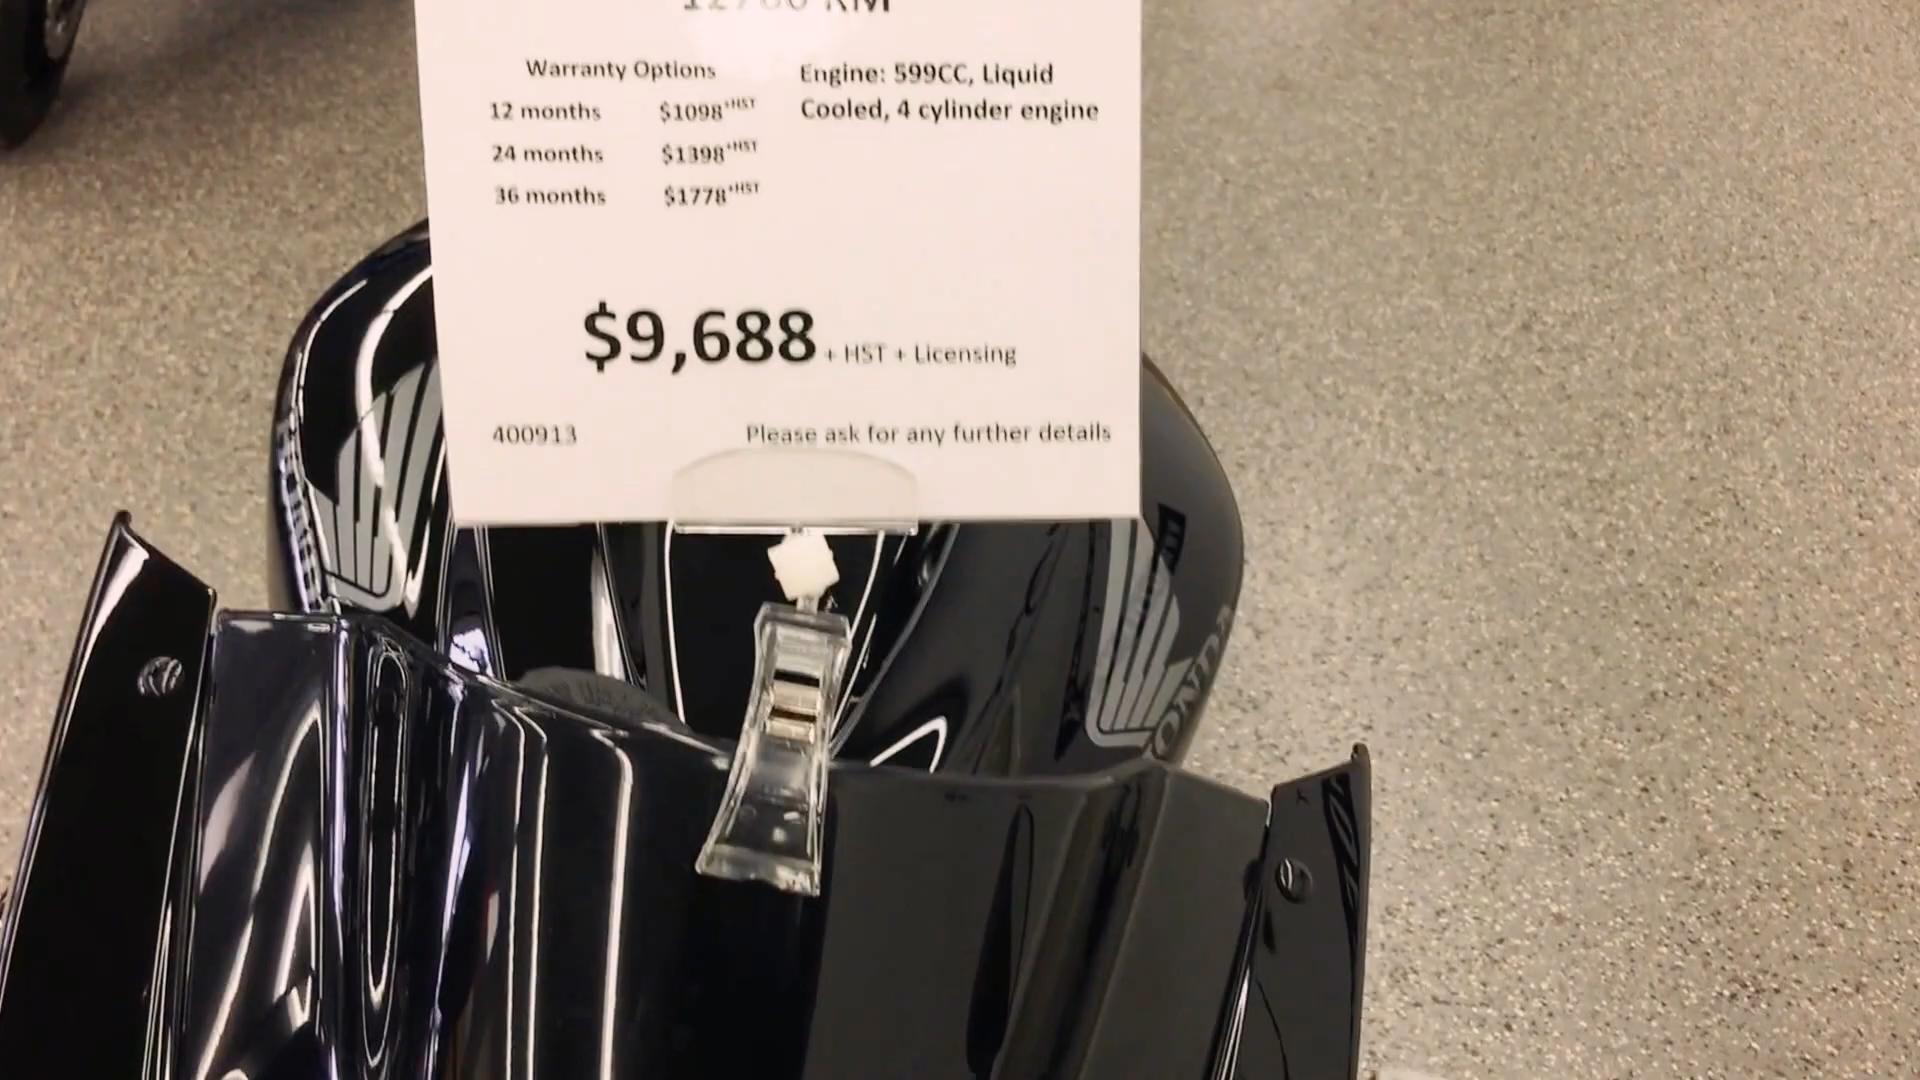 Warranty Options
12 months $1098+HST
24 months $1398+HST
36 months $1778+HST
Engine: 599CC, Liquid
Cooled, 4 cylinder engine
$9,688 + HST + Licensing
400913 Please ask for any further details
HONDA